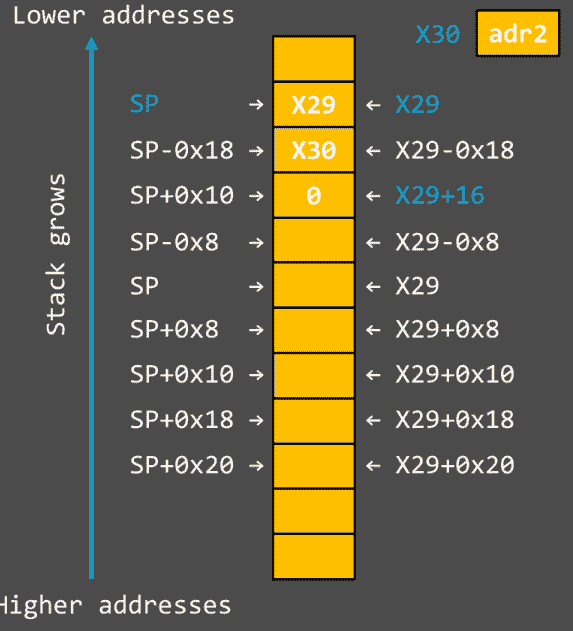 Lower addresses
X30 adr2
SP → X29 ← X29
SP-0x18 → X30 ← X29-0x18
SP+0x10 → 0 ← X29+16
SP-0x8 → ← X29-0x8
SP → ← X29
SP+0x8 → ← X29+0x8
SP+0x10 → ← X29+0x10
SP+0x18 → ← X29+0x18
SP+0x20 → ← X29+0x20
Stack grows
Higher addresses